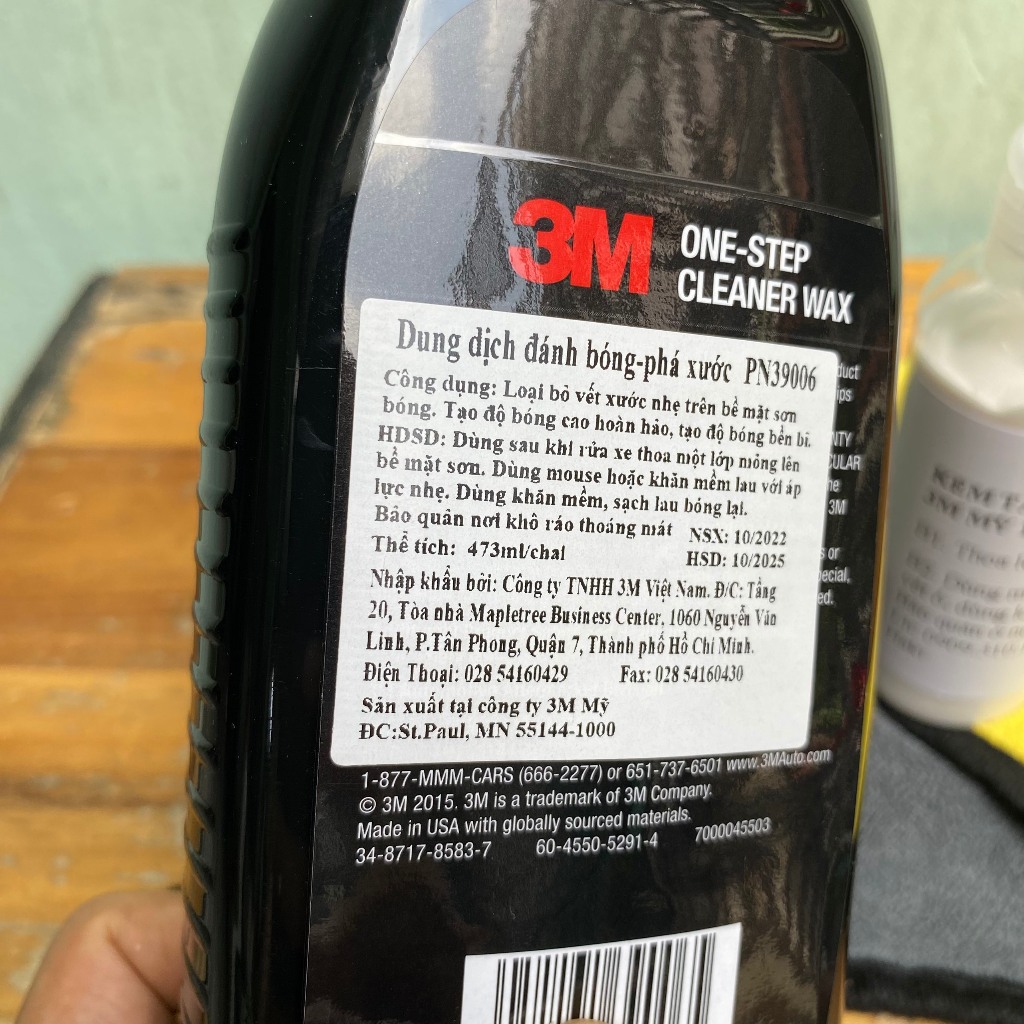 3M
ONE-STEP
CLEANER WAX
Dung dịch đánh bóng-phá xước PN39006
Công dụng: Loại bỏ vết xước nhẹ trên bề mặt sơn
bóng. Tạo độ bóng cao hoàn hảo, tạo độ bóng bền bỉ.
HDSD: Dùng sau khi rửa xe thoa một lớp mỏng lên
bề mặt sơn. Dùng mouse hoặc khăn mềm lau với áp
lực nhẹ. Dùng khăn mềm, sạch lau bóng lại.
Bảo quản nơi khô ráo thoáng mát NSX: 10/2022
Thể tích: 473ml/chai HSD: 10/2025
Nhập khẩu bởi: Công ty TNHH 3M Việt Nam. Đ/C: Tầng
20, Tòa nhà Mapletree Business Center, 1060 Nguyễn Văn
Linh, P.Tân Phong, Quận 7, Thành phố Hồ Chí Minh.
Điện Thoại: 028 54160429 Fax: 028 54160430
Sản xuất tại công ty 3M Mỹ
ĐC:St.Paul, MN 55144-1000
1-877-MMM-CARS (666-2277) or 651-737-6501 www.3MAuto.com
© 3M 2015. 3M is a trademark of 3M Company.
Made in USA with globally sourced materials.
34-8717-8583-7 60-4550-5291-4 7000045503